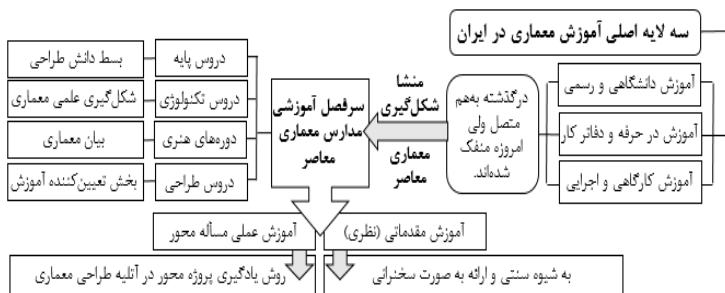 سه لایه اصلی آموزش معماری در ایران
آموزش دانشگاهی و رسمی
آموزش در حرفه و دفاتر کار
آموزش کارگاهی و اجرایی
درگذشته به‌هم
متصل ولی
امروزه منفک
شده‌اند.
منشا
شکل‌گیری
معماری
معاصر
سرفصل آموزشی
مدارس معماری
معاصر
دروس پایه
بسط دانش طراحی
دروس تکنولوژی
شکل‌گیری علمی معماری
دوره‌های هنری
بیان معماری
دروس طراحی
بخش تعیین‌کننده آموزش
آموزش مقدماتی (نظری)
آموزش عملی مسأله محور
به شیوه سنتی و ارائه به صورت سخنرانی
روش یادگیری پروژه محور در آتلیه طراحی معماری